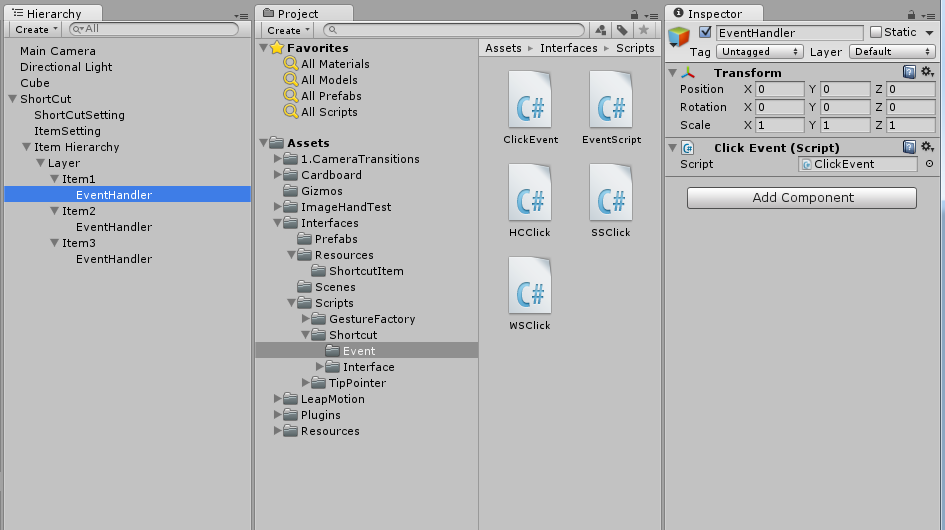 Hierarchy
Create
All
Main Camera
Directional Light
Cube
ShortCut
ShortCutSetting
ItemSetting
Item Hierarchy
Layer
Item1
EventHandler
Item2
EventHandler
Item3
EventHandler
Project
Create
Favorites
All Materials
All Models
All Prefabs
All Scripts
Assets
1.CameraTransitions
Cardboard
Gizmos
ImageHandTest
Interfaces
Prefabs
Resources
ShortcutItem
Scenes
Scripts
GestureFactory
Shortcut
Event
Interface
TipPointer
LeapMotion
Plugins
Resources
Assets Interfaces Scripts
C# C#
ClickEvent EventScript
C# C#
HCClick SSClick
C#
WSClick
Inspector
EventHandler Static
Tag Untagged Layer Default
Transform
Position X 0 Y 0 Z 0
Rotation X 0 Y 0 Z 0
Scale X 1 Y 1 Z 1
C# Click Event (Script)
Script ClickEvent
Add Component